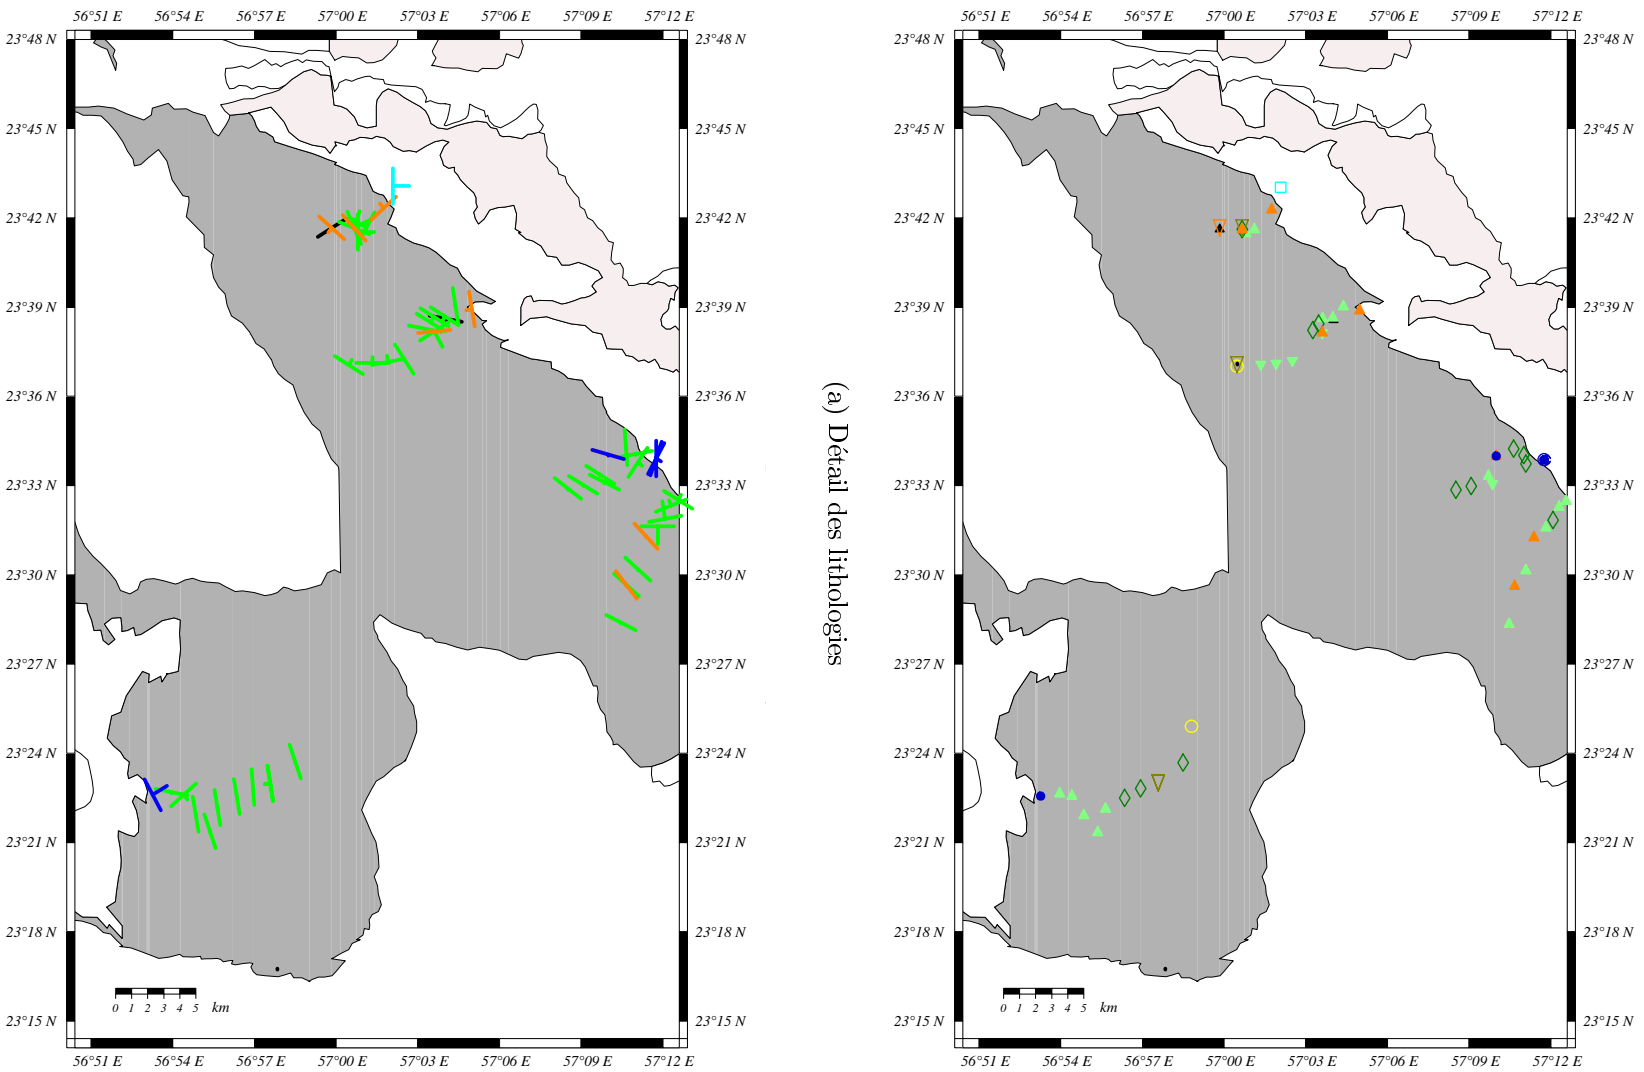 56°51 E 56°54 E 56°57 E 57°00 E 57°03 E 57°06 E 57°09 E 57°12 E
23°48 N 23°48 N
23°45 N 23°45 N
23°42 N 23°42 N
23°39 N 23°39 N
23°36 N 23°36 N
23°33 N 23°33 N
23°30 N 23°30 N
23°27 N 23°27 N
23°24 N 23°24 N
23°21 N 23°21 N
23°18 N 23°18 N
23°15 N 23°15 N
0 1 2 3 4 5 km
56°51 E 56°54 E 56°57 E 57°00 E 57°03 E 57°06 E 57°09 E 57°12 E
(a) Détail des lithologies
56°51 E 56°54 E 56°57 E 57°00 E 57°03 E 57°06 E 57°09 E 57°12 E
23°48 N 23°48 N
23°45 N 23°45 N
23°42 N 23°42 N
23°39 N 23°39 N
23°36 N 23°36 N
23°33 N 23°33 N
23°30 N 23°30 N
23°27 N 23°27 N
23°24 N 23°24 N
23°21 N 23°21 N
23°18 N 23°18 N
23°15 N 23°15 N
0 1 2 3 4 5 km
56°51 E 56°54 E 56°57 E 57°00 E 57°03 E 57°06 E 57°09 E 57°12 E